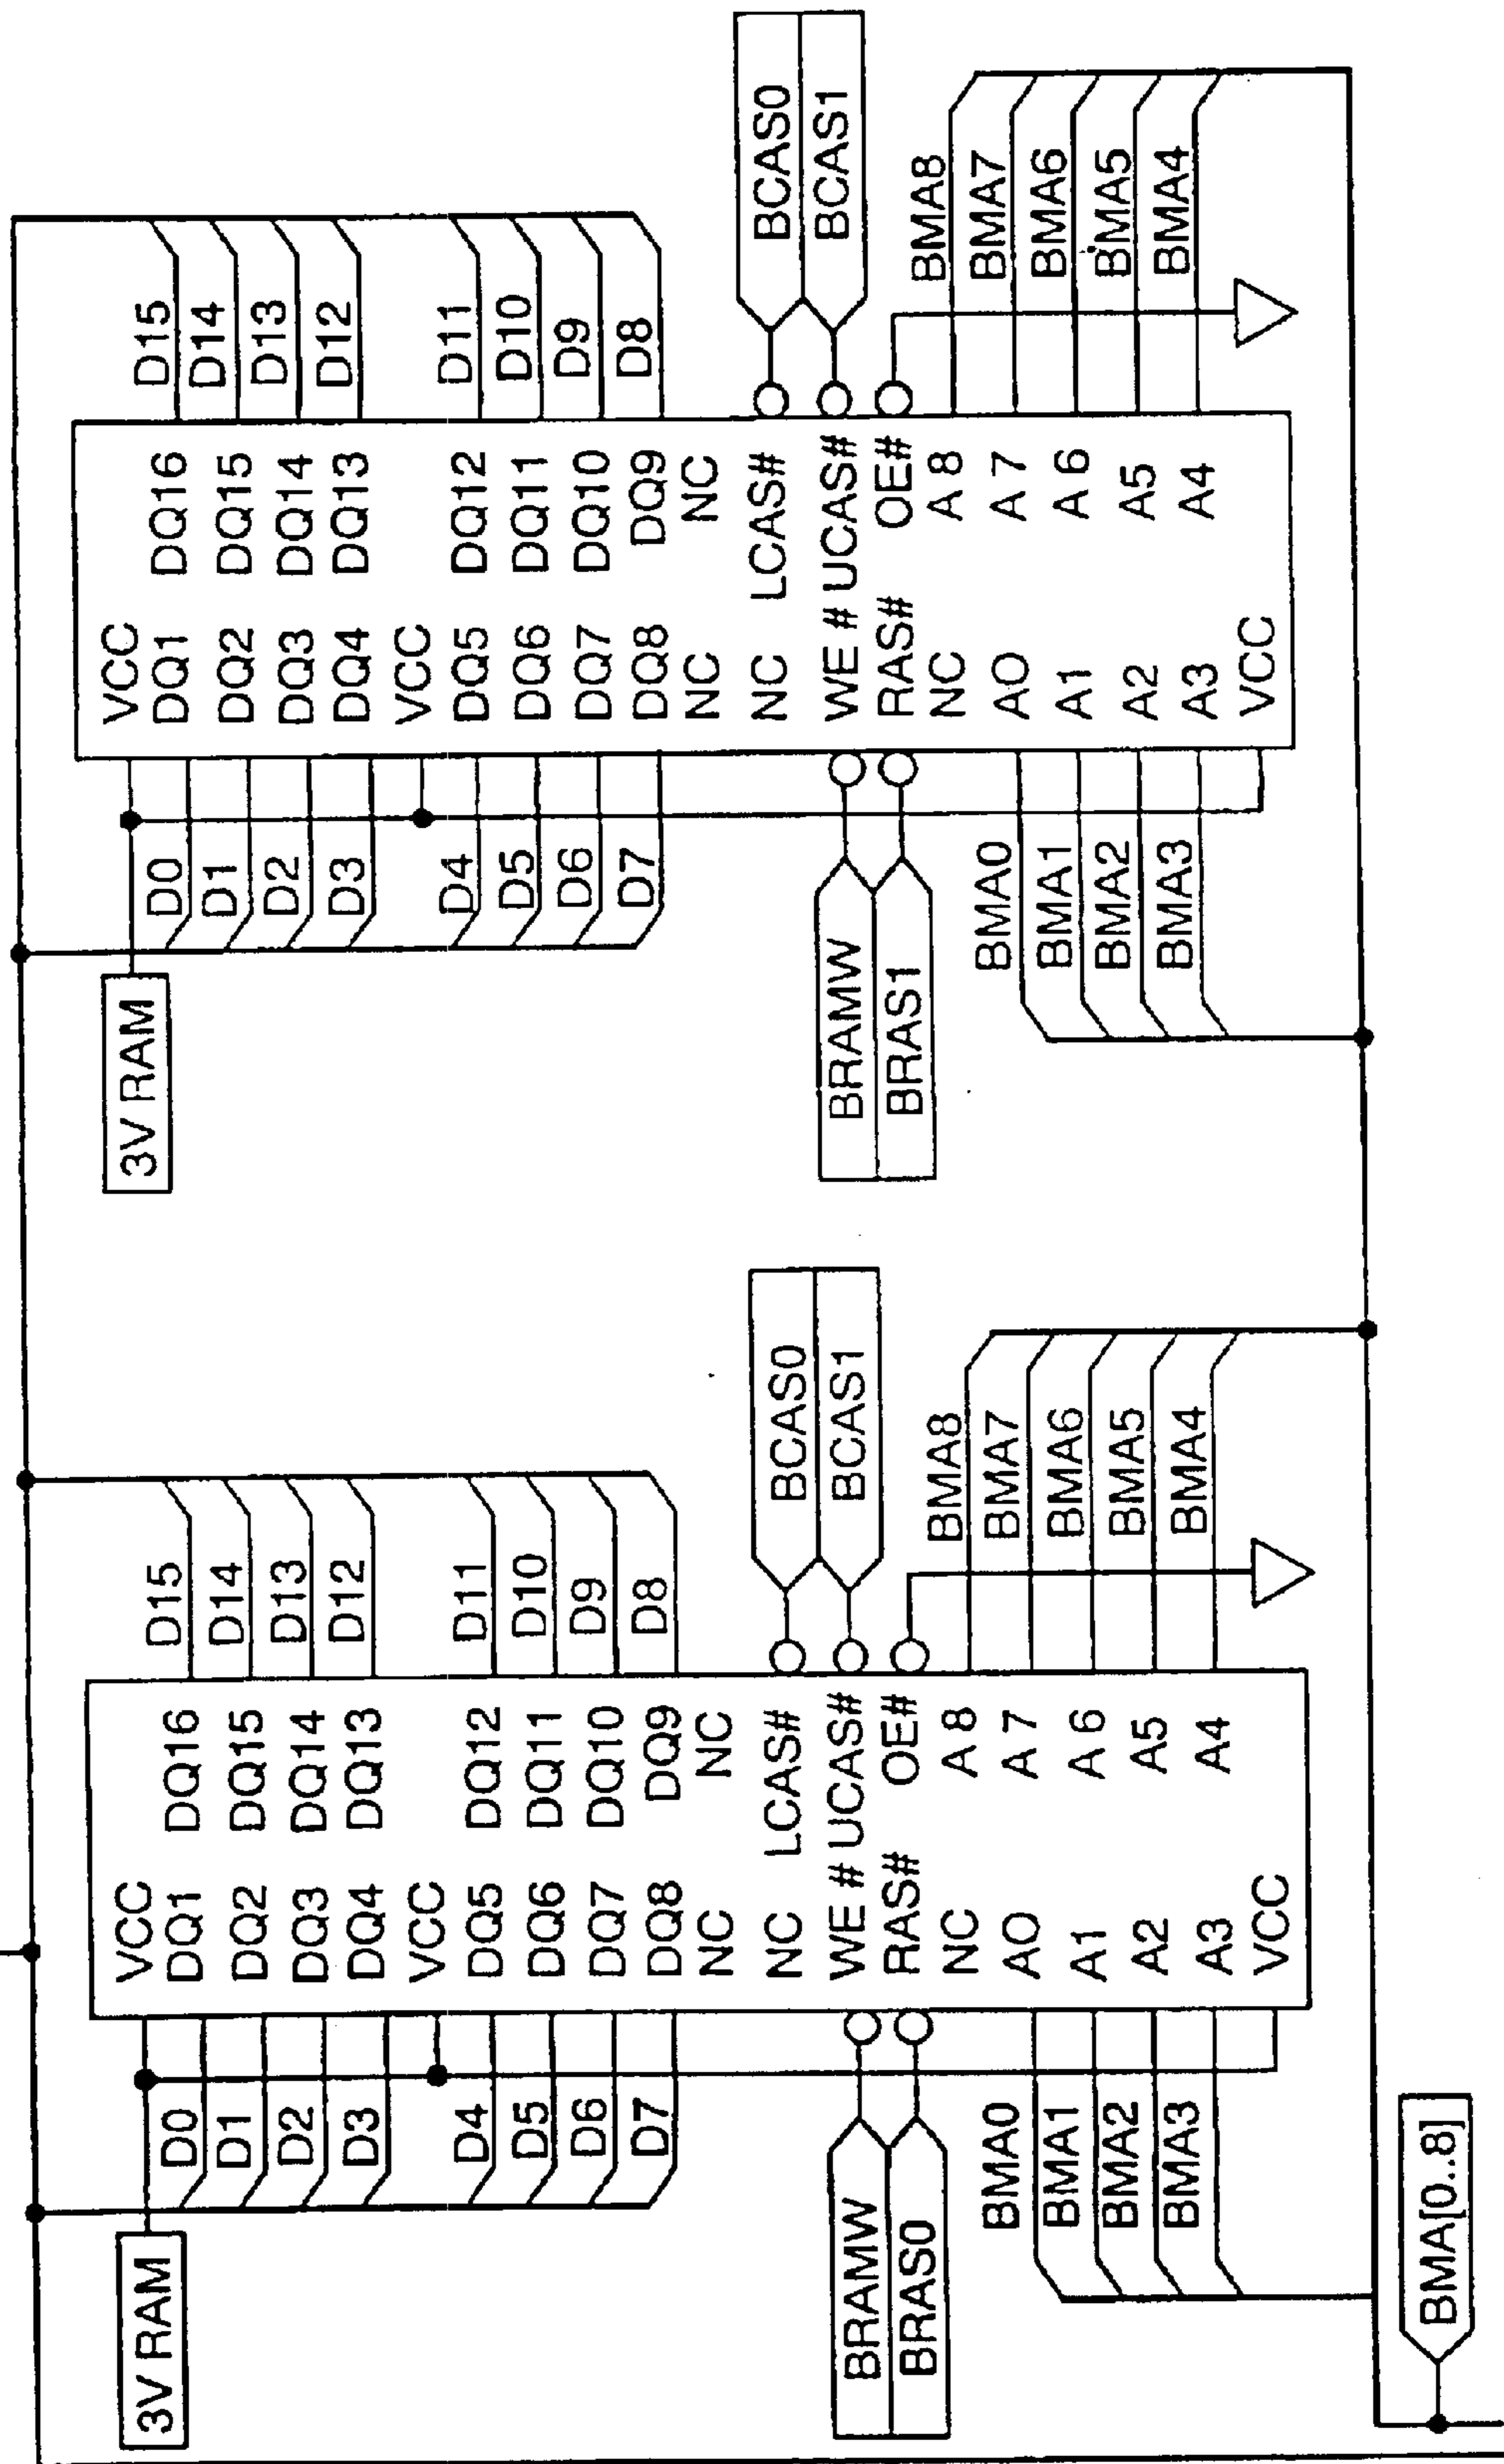 3V RAM
D0
D1
D2
D3
D4
D5
D6
D7
BRAMW
BRAS0
BMA0
BMA1
BMA2
BMA3
VCC
DQ1 DQ16
DQ2 DQ15
DQ3 DQ14
DQ4 DQ13
VCC
DQ5 DQ12
DQ6 DQ11
DQ7 DQ10
DQ8 DQ9
NC NC
NC LCAS#
WE # UCAS#
RAS# OE#
NC A 8
A0 A 7
A1 A 6
A2 A5
A3 A4
VCC
D15
D14
D13
D12
D11
D10
D9
D8
BCAS0
BCAS1
BMA8
BMA7
BMA6
BMA5
BMA4
3V RAM
D0
D1
D2
D3
D4
D5
D6
D7
BRAMW
BRAS1
BMA0
BMA1
BMA2
BMA3
VCC
DQ1 DQ16
DQ2 DQ15
DQ3 DQ14
DQ4 DQ13
VCC
DQ5 DQ12
DQ6 DQ11
DQ7 DQ10
DQ8 DQ9
NC NC
NC LCAS#
WE # UCAS#
RAS# OE#
NC A 8
A0 A 7
A1 A 6
A2 A5
A3 A4
VCC
D15
D14
D13
D12
D11
D10
D9
D8
BCAS0
BCAS1
BMA8
BMA7
BMA6
BMA5
BMA4
BMA[0..8]